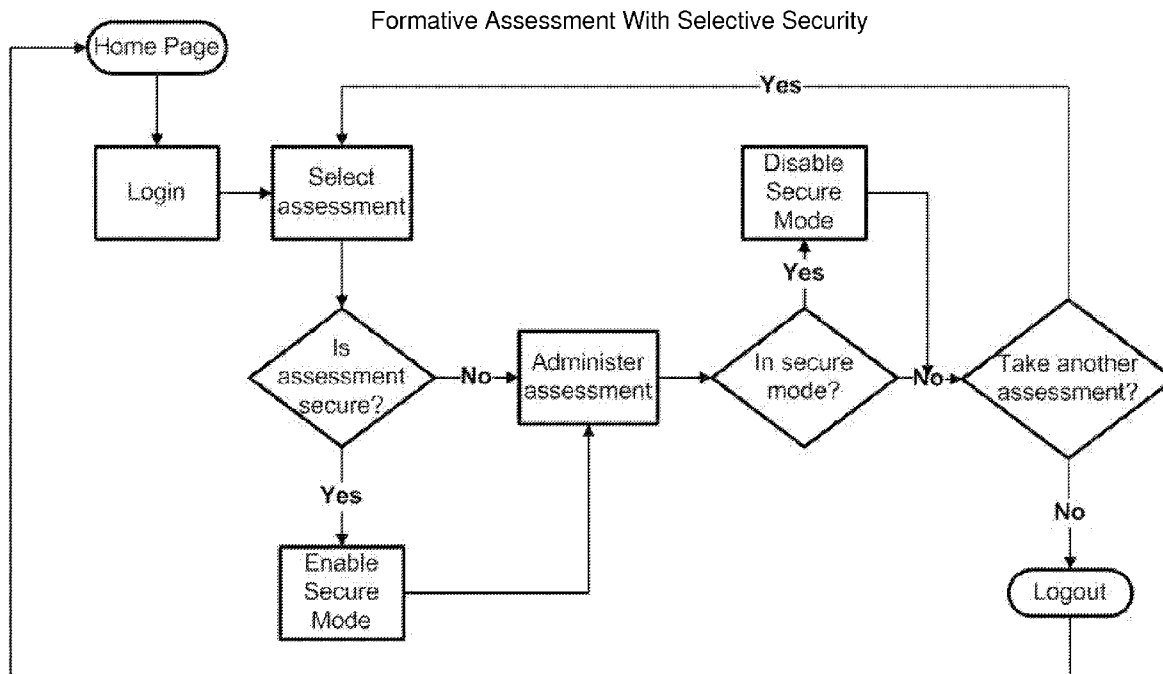 Formative Assessment With Selective Security
Home Page
Yes
Login
Select
assessment
Disable
Secure
Mode
Yes
Is
assessment
secure?
No
Administer
assessment
In secure
mode?
No
Take another
assessment?
Yes
No
Enable
Secure
Mode
Logout